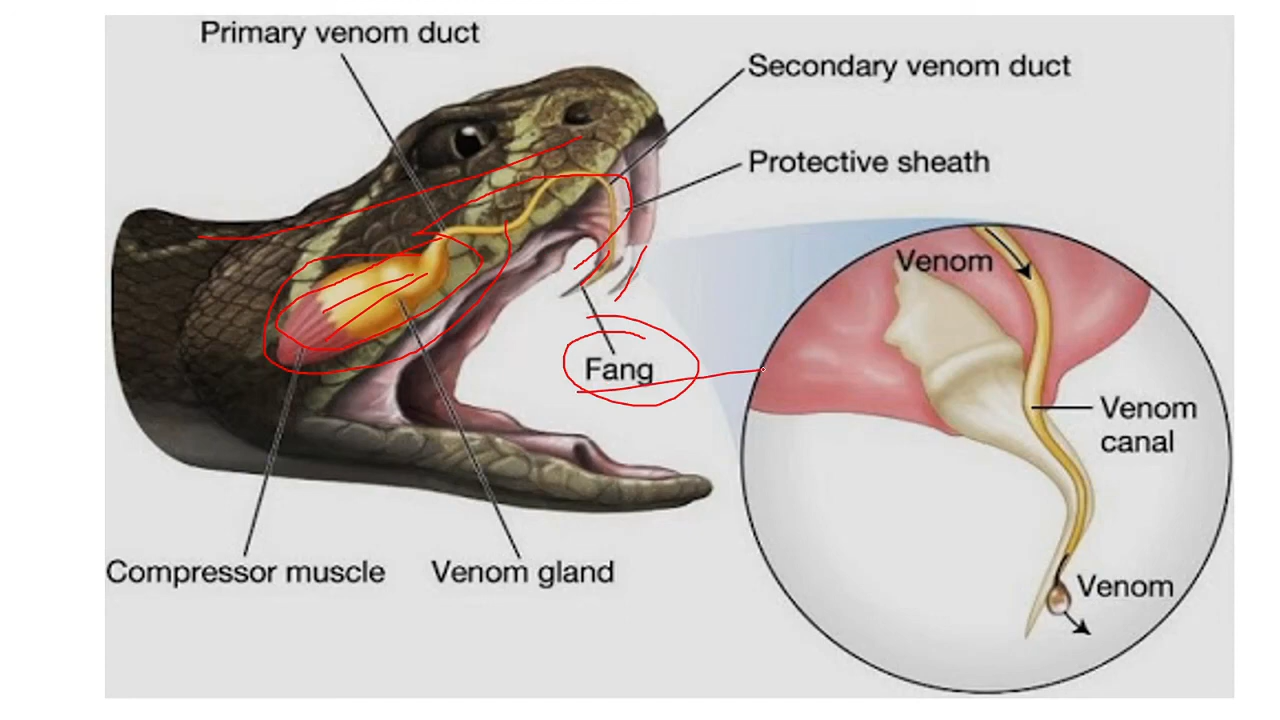 Primary venom duct
Secondary venom duct
Protective sheath
Venom
Fang
Venom
canal
Compressor muscle
Venom gland
Venom